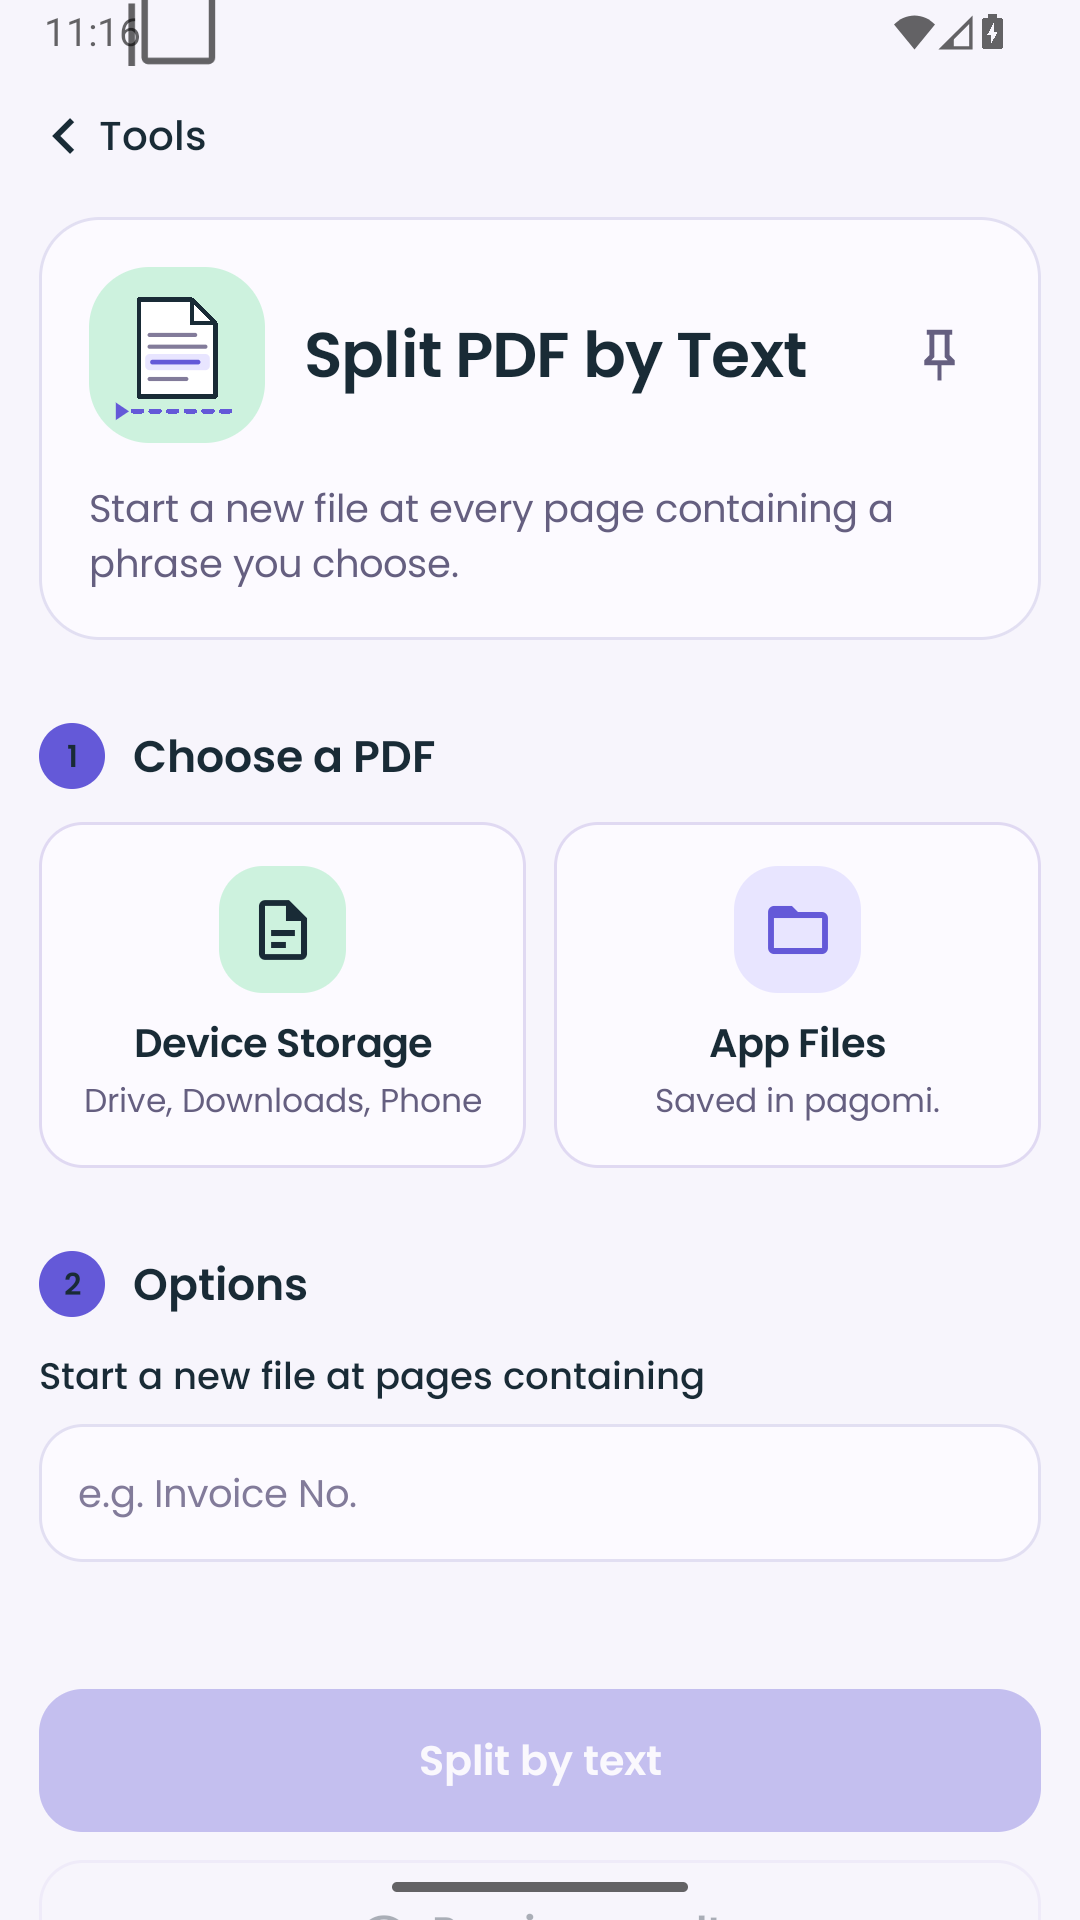 11:16
Tools
Split PDF by Text
Start a new file at every page containing a
phrase you choose.
1
Choose a PDF
Device Storage
Drive, Downloads, Phone
App Files
Saved in pagomi.
2
Options
Start a new file at pages containing
e.g. Invoice No.
Split by text